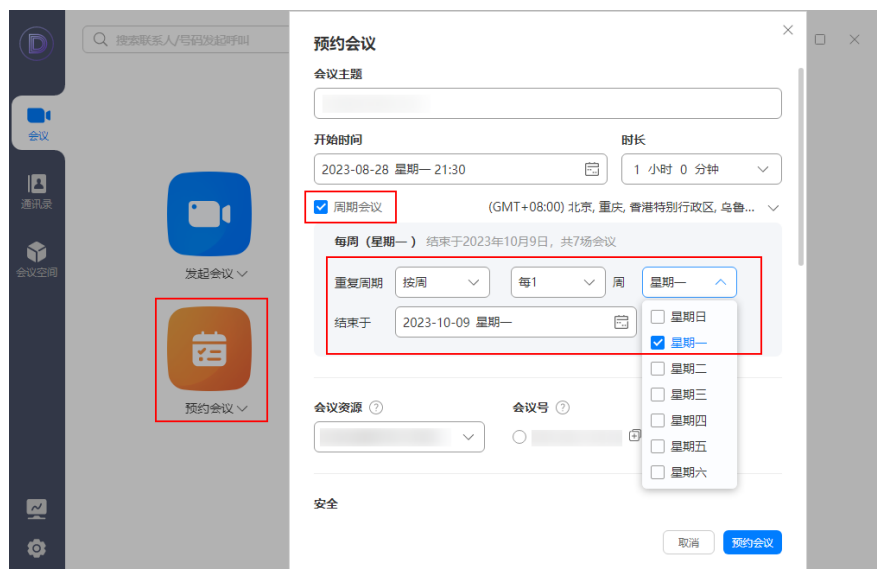 搜索联系人/号码发起呼叫
会议
通讯录
会议空间
发起会议
预约会议
预约会议
会议主题
开始时间 时长
2023-08-28 星期一 21:30 1 小时 0 分钟
周期会议 (GMT+08:00) 北京, 重庆, 香港特别行政区, 乌鲁...
每周 (星期一 ) 结束于2023年10月9日，共7场会议
重复周期 按周 每1 周 星期一
结束于 2023-10-09 星期一
星期日
星期一
星期二
星期三
星期四
星期五
星期六
会议资源 会议号
安全
取消 预约会议